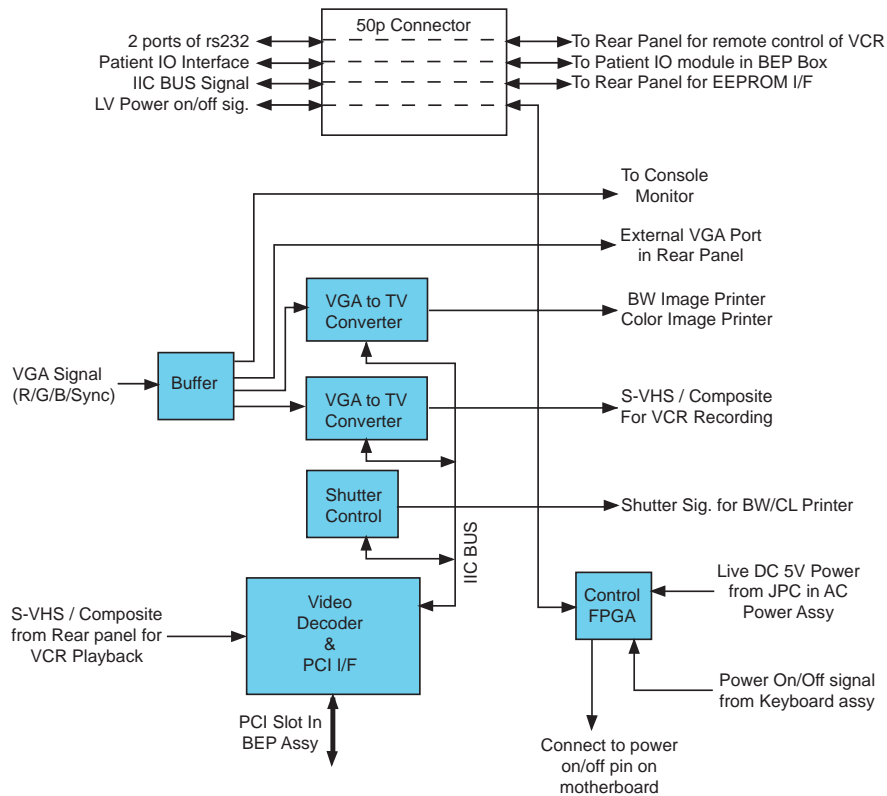 50p Connector
2 ports of rs232
To Rear Panel for remote control of VCR
Patient IO Interface
To Patient IO module in BEP Box
IIC BUS Signal
To Rear Panel for EEPROM I/F
LV Power on/off sig.
To Console
Monitor
External VGA Port
in Rear Panel
VGA to TV
Converter
BW Image Printer
Color Image Printer
VGA Signal
(R/G/B/Sync)
Buffer
VGA to TV
Converter
S-VHS / Composite
For VCR Recording
Shutter
Control
Shutter Sig. for BW/CL Printer
IIC BUS
S-VHS / Composite
from Rear panel for
VCR Playback
Video
Decoder
&
PCI I/F
Control
FPGA
Live DC 5V Power
from JPC in AC
Power Assy
Power On/Off signal
from Keyboard assy
PCI Slot In
BEP Assy
Connect to power
on/off pin on
motherboard